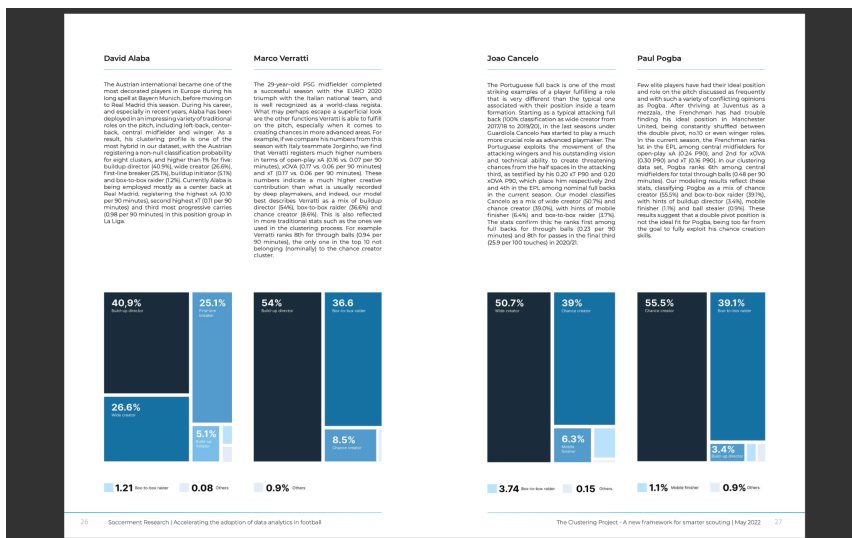 David Alaba
The Austrian international became one of the
most decorated players in Europe during his
long spell at Bayern Munich, before moving on
to Real Madrid this season. During his career,
and especially in recent years, Alaba has been
deployed in an impressing variety of traditional
roles on the pitch, including left-back, center-
back, central midfielder and winger. As a
result, his clustering profile is one of the
most hybrid in our dataset, with the Austrian
registering a non-null classification probability
for eight clusters, and higher than 1% for five:
build-up director (40.9%), wide creator (26.6%),
first-line breaker (25.1%), buildup initiator (5.1%)
and box-to-box raider (1.2%). Currently Alaba is
being employed mostly as a center back at
Real Madrid, registering the highest xA (0.10
per 90 minutes), second highest xT (0.11 per 90
minutes) and third most progressive carries
(0.98 per 90 minutes) in this position group in
La Liga.
40,9%
Build-up director
25.1%
First-line
breaker
26.6%
Wide creator
5.1%
Build-up
initiator
1.21 Box-to-box raider
0.08 Others
Marco Verratti
The 29-year-old PSG midfielder completed
a successful season with the EURO 2020
triumph with the Italian national team, and
is well recognized as a world-class regista.
What may perhaps escape a superficial look
are the other functions Verratti is able to fulfill
on the pitch, especially when it comes to
creating chances in more advanced areas. For
example, if we compare his numbers from this
season with Italy teammate Jorginho, we find
that Verratti registers much higher numbers
in terms of open-play xA (0.16 vs. 0.07 per 90
minutes), xOVA (0.17 vs. 0.06 per 90 minutes)
and xT (0.17 vs. 0.06 per 90 minutes). These
numbers indicate a much higher creative
contribution than what is usually recorded
by deep playmakers, and indeed, our model
best describes Verratti as a mix of buildup
director (54%), box-to-box raider (36.6%) and
chance creator (8.6%). This is also reflected
in more traditional stats such as the ones we
used in the clustering process. For example
Verratti ranks 8th for through balls (0.94 per
90 minutes), the only one in the top 10 not
belonging (nominally) to the chance creator
cluster.
54%
Build-up director
36.6
Box-to-box raider
8.5%
Chance creator
0.9% Others
Joao Cancelo
The Portuguese full back is one of the most
striking examples of a player fulfilling a role
that is very different than the typical one
associated with their position inside a team
formation. Starting as a typical attacking full
back (100% classification as wide creator from
2017/18 to 2019/20), in the last seasons under
Guardiola Cancelo has started to play a much
more crucial role as advanced playmaker. The
Portuguese exploits the movement of the
attacking wingers and his outstanding vision
and technical ability to create threatening
chances from the half spaces in the attacking
third, as testified by his 0.20 xT P90 and 0.20
xOVA P90, which place him respectively 2nd
and 4th in the EPL among nominal full backs
in the current season. Our model classifies
Cancelo as a mix of wide creator (50.7%) and
chance creator (39.0%), with hints of mobile
finisher (6.4%) and box-to-box raider (3.7%).
The stats confirm this: he ranks first among
full backs for through balls (0.23 per 90
minutes) and 8th for passes in the final third
(25.9 per 100 touches) in 2020/21.
50.7%
Wide creator
39%
Chance creator
6.3%
Mobile
finisher
3.74 Box-to-box raider
0.15 Others
Paul Pogba
Few elite players have had their ideal position
and role on the pitch discussed as frequently
and with such a variety of conflicting opinions
as Pogba. After thriving at Juventus as a
mezzala, the Frenchman has had trouble
finding his ideal position in Manchester
United, being constantly shuffled between
the double pivot, no.10 or even winger roles.
In the current season, the Frenchman ranks
1st in the EPL among central midfielders for
open-play xA (0.24 P90), and 2nd for xOVA
(0.30 P90) and xT (0.16 P90). In our clustering
data set, Pogba ranks 6th among central
midfielders for total through balls (0.48 per 90
minutes). Our modeling results reflect these
stats, classifying Pogba as a mix of chance
creator (55.5%) and box-to-box raider (39.1%),
with hints of buildup director (3.4%), mobile
finisher (1.1%) and ball stealer (0.9%). These
results suggest that a double pivot position is
not the ideal fit for Pogba, being too far from
the goal to fully exploit his chance creation
skills.
55.5%
Chance creator
39.1%
Box-to-box raider
3.4%
Build-up director
1.1% Mobile finisher
0.9% Others
26 Soccerment Research | Accelerating the adoption of data analytics in football
The Clustering Project - A new framework for smarter scouting | May 2022 27